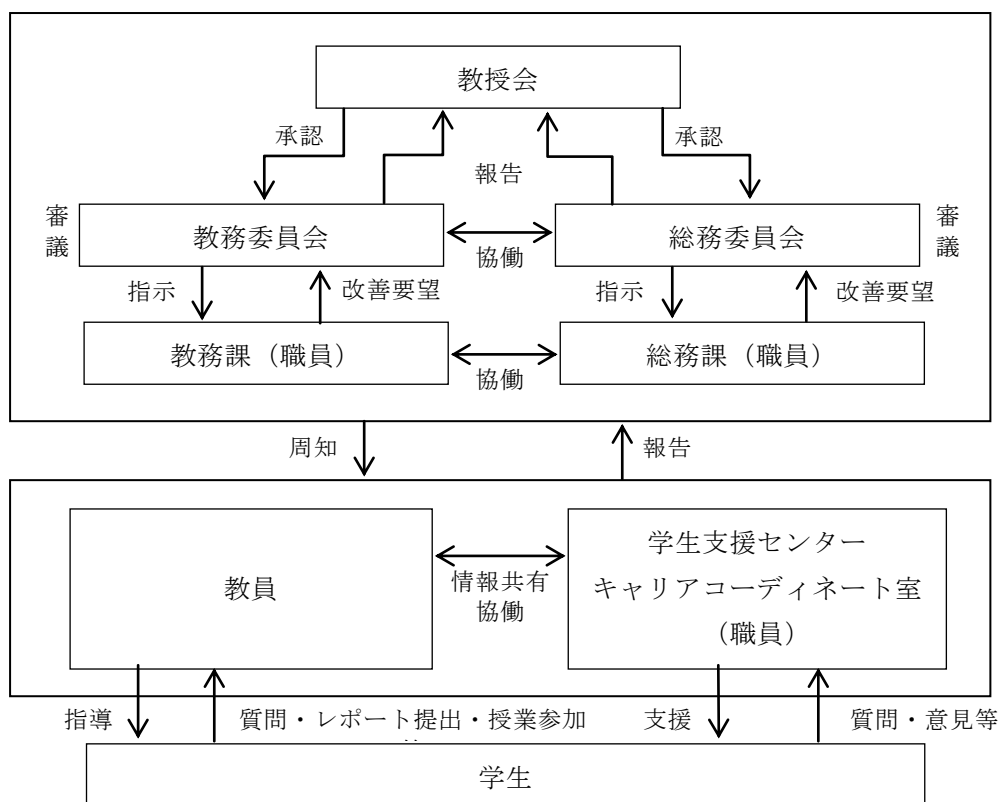 教授会
承認
承認
報告
審議
教務委員会
総務委員会
審議
協働
指示
改善要望
指示
改善要望
教務課（職員）
総務課（職員）
協働
周知
報告
教員
情報共有
協働
学生支援センター
キャリアコーディネート室
（職員）
指導
質問・レポート提出・授業参加
支援
質問・意見等
学生